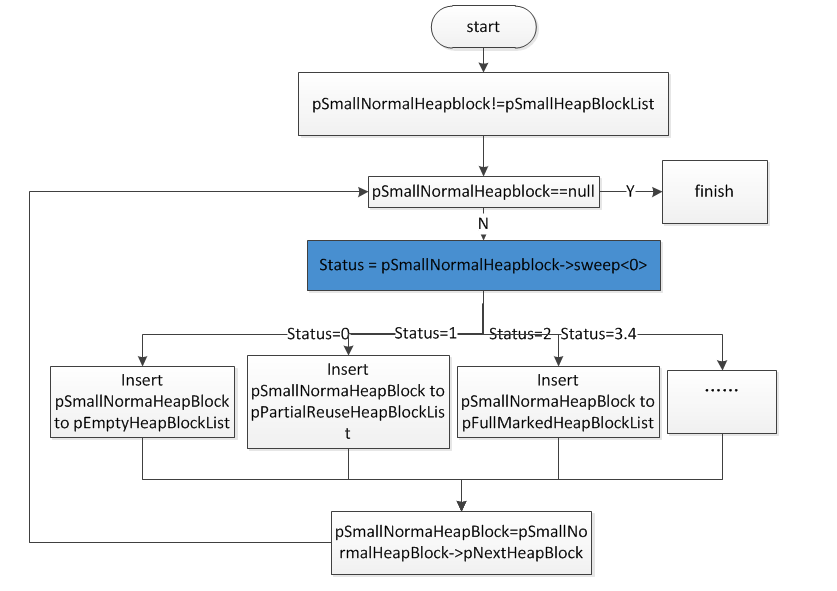 start
pSmallNormalHeapblock!=pSmallHeapBlockList
pSmallNormalHeapblock==null
Y
finish
N
Status = pSmallNormalHeapblock->sweep<0>
Status=0
Status=1
Status=2
Status=3.4
Insert
pSmallNormaHeapBlock
to pEmptyHeapBlockList
Insert
pSmallNormaHeapBlock to
pPartialReuseHeapBlockLis
t
Insert
pSmallNormaHeapBlock to
pFullMarkedHeapBlockList
......
pSmallNormaHeapBlock=pSmallNo
rmalHeapBlock->pNextHeapBlock